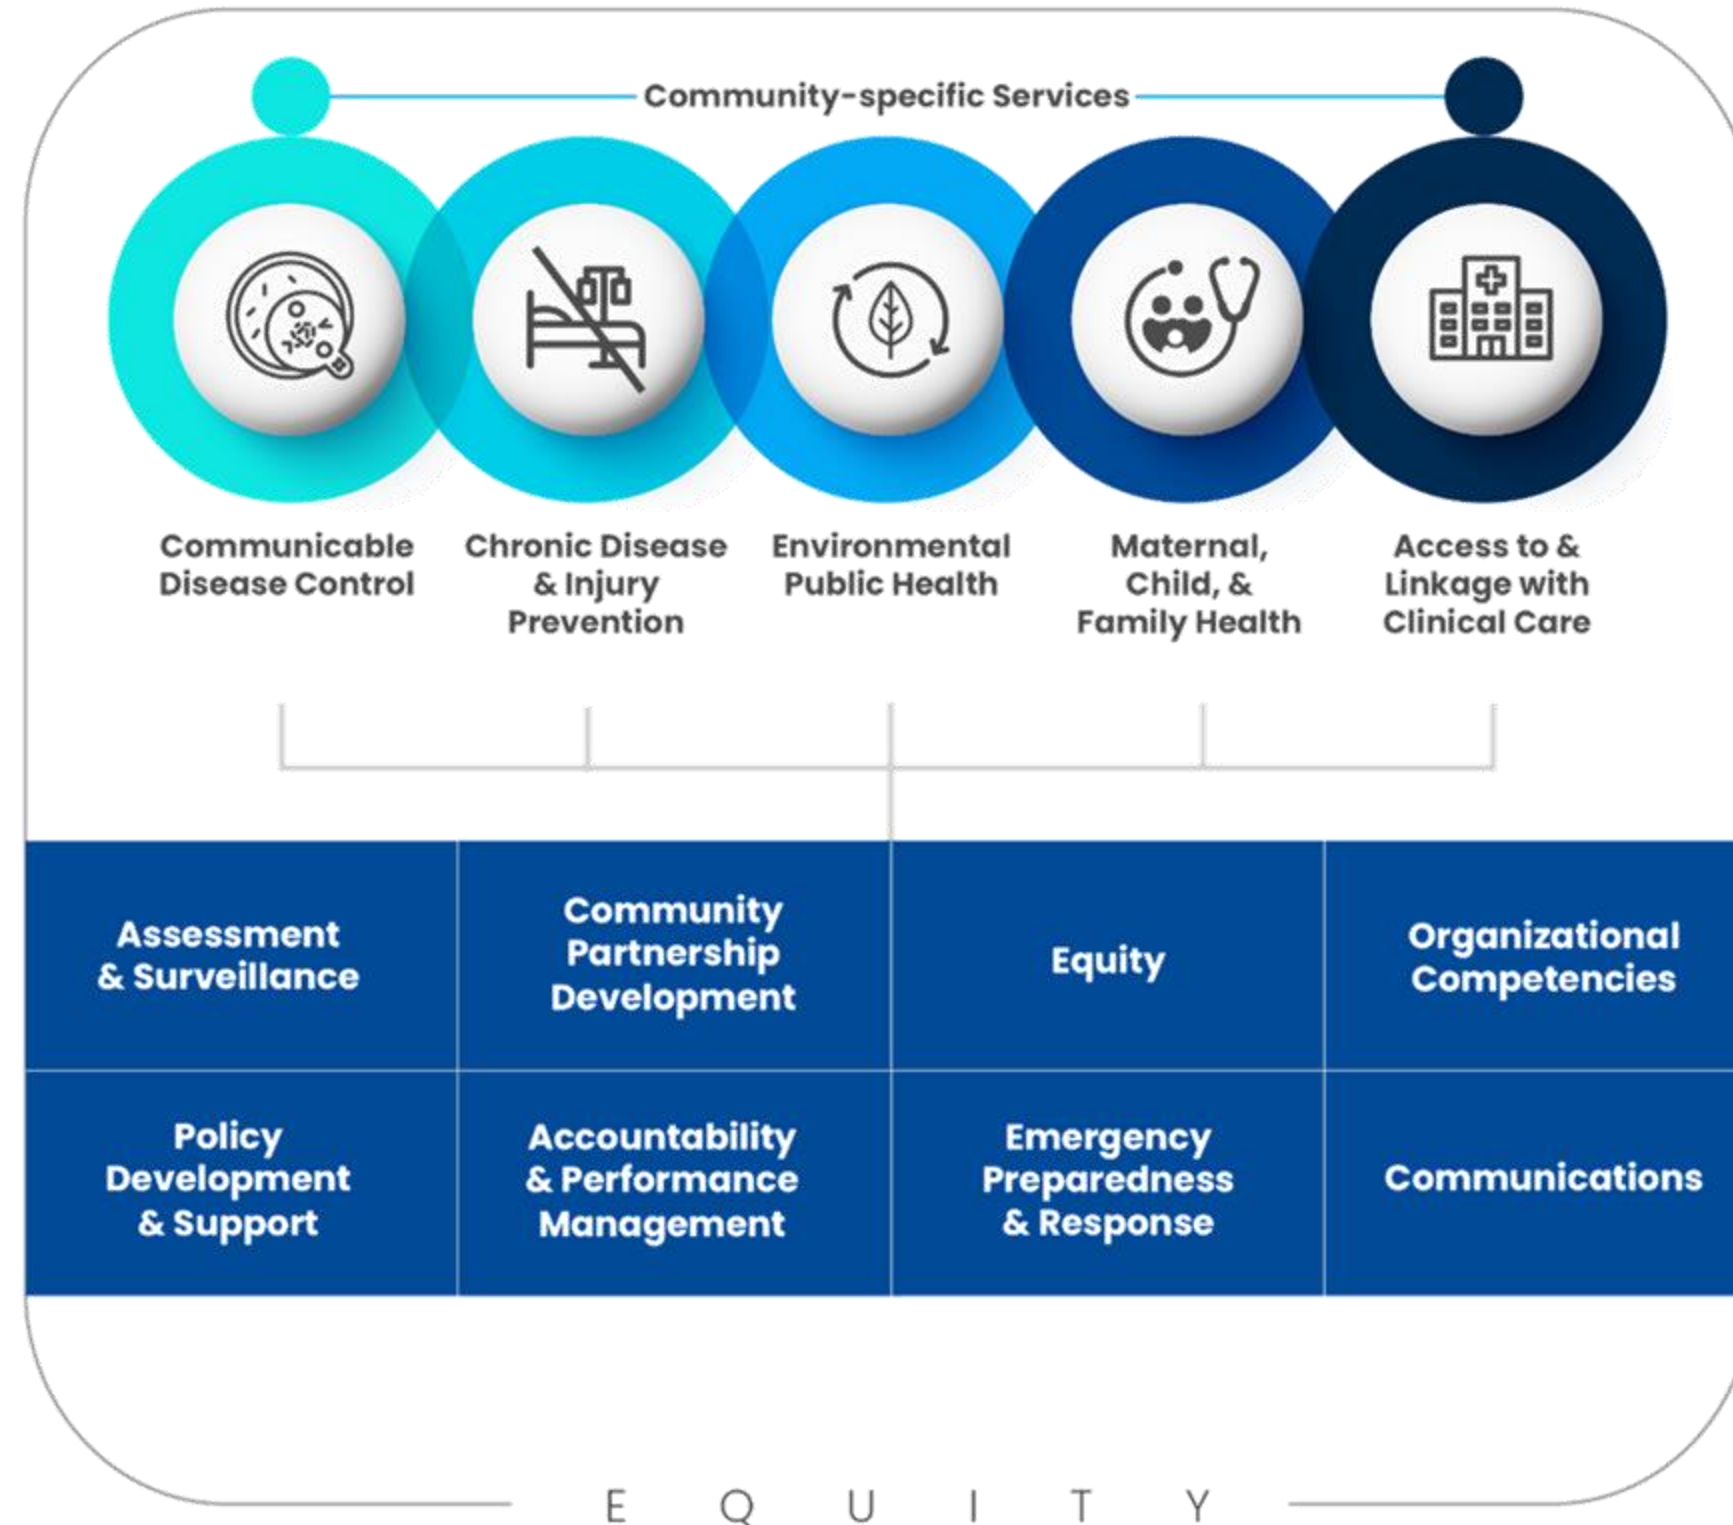 Community-specific Services
Communicable
Disease Control
Chronic Disease
& Injury
Prevention
Environmental
Public Health
Maternal,
Child, &
Family Health
Access to &
Linkage with
Clinical Care
Assessment
& Surveillance
Community
Partnership
Development
Equity
Organizational
Competencies
Policy
Development
& Support
Accountability
& Performance
Management
Emergency
Preparedness
& Response
Communications
E Q U I T Y